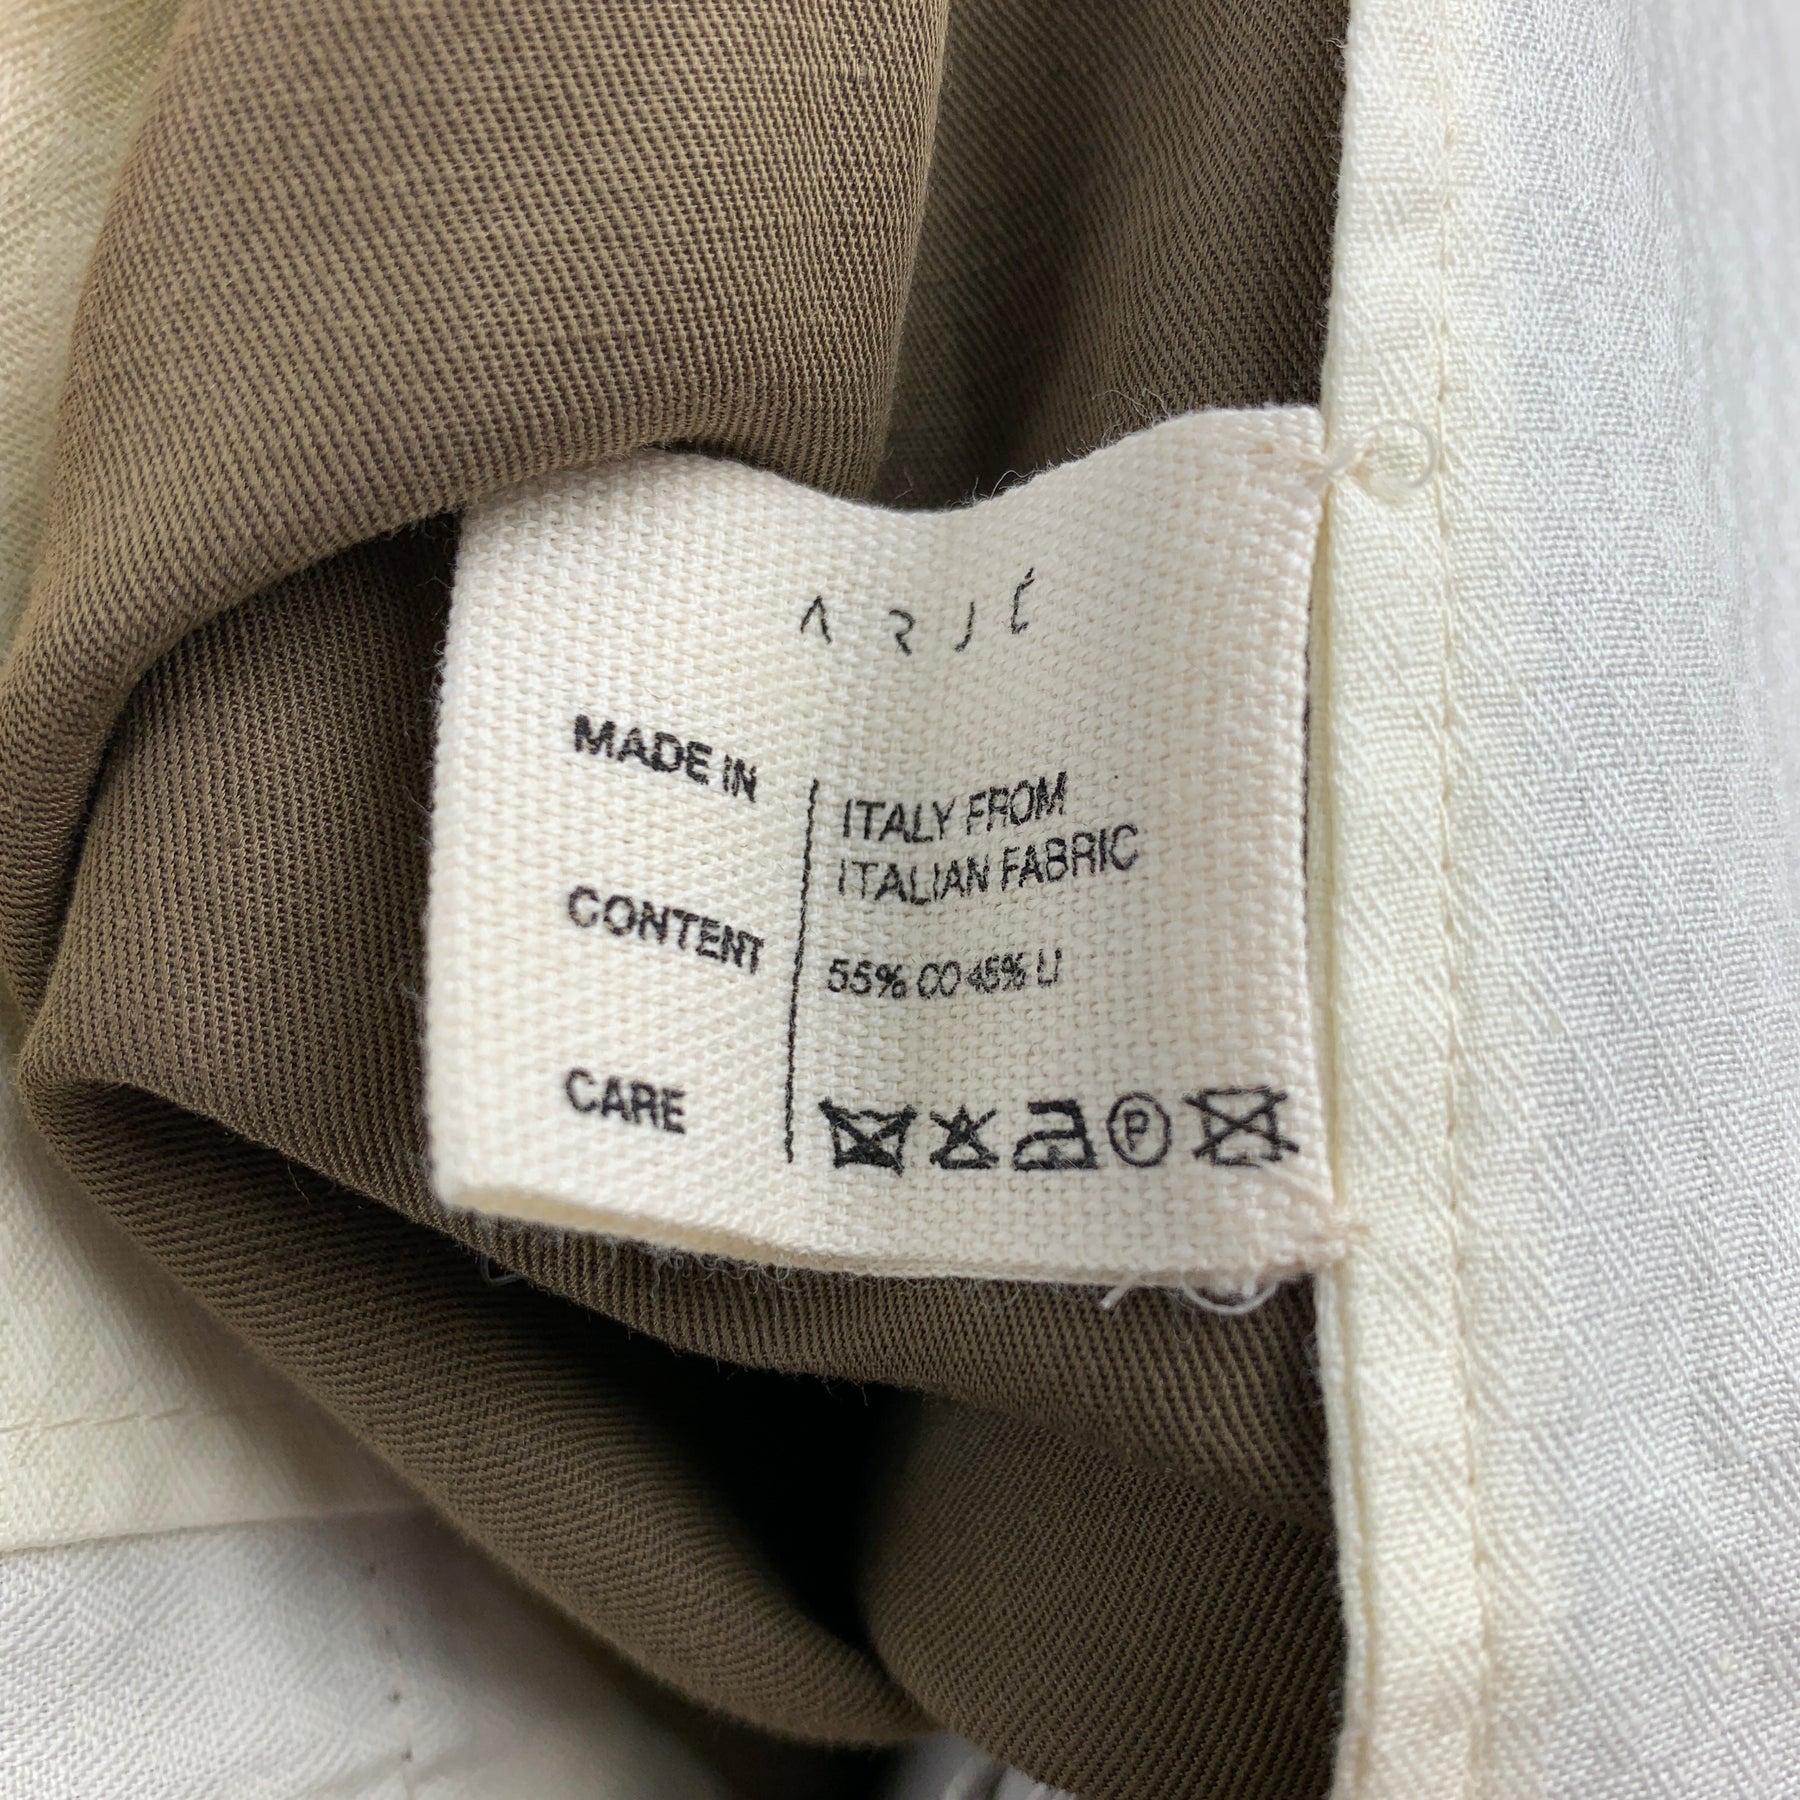 ARJÉ
MADE IN
ITALY FROM
ITALIAN FABRIC
CONTENT
55% CO 45% LI
CARE
P